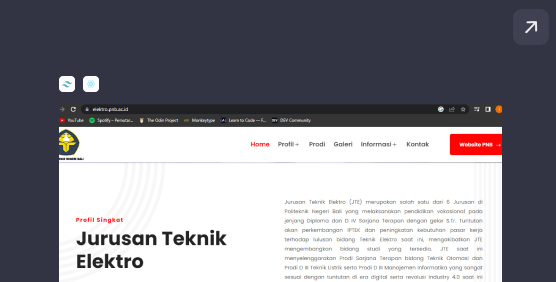 elektro.pnb.ac.id
YouTube
Spotify – Pemutar...
The Odin Project
Monkeytype
Learn to Code — F...
DEV Community
Home
Profil +
Prodi
Galeri
Informasi +
Kontak
Website PNB →
Profil Singkat
Jurusan Teknik
Elektro
Jurusan Teknik Elektro (JTE) merupakan salah satu dari 6 Jurusan di
Politeknik Negeri Bali yang melaksanakan pendidikan vokasional pada
jenjang Diploma dan D IV Sarjana Terapan dengan gelar S.Tr. Tuntutan
akan perkembangan IPTEK dan peningkatan kebutuhan pasar kerja
terhadap lulusan bidang Teknik Elektro saat ini, mengakibatkan JTE
mengembangkan bidang studi yang tersedia. JTE saat ini
menyelenggarakan Prodi Sarjana Terapan bidang Teknik Otomasi dan
Prodi D III Teknik Listrik serta Prodi D III Manajemen Informatika yang sangat
sesuai dengan tuntutan di era digital serta revolusi industry 4.0 saat ini